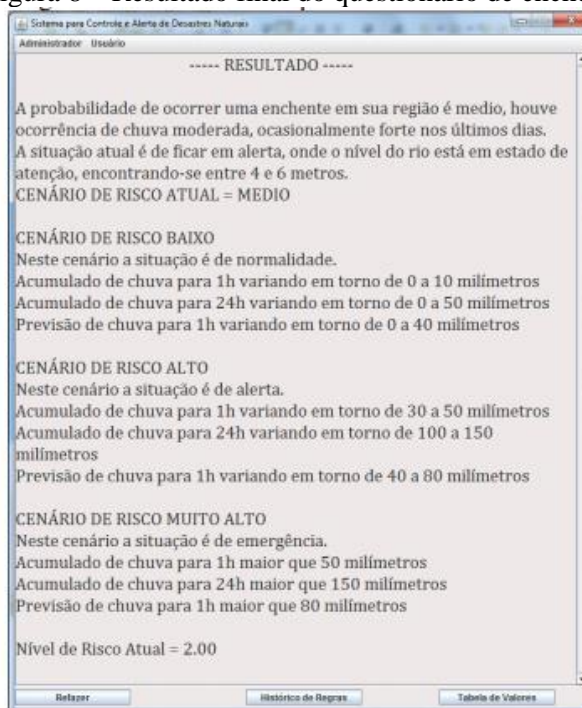 Resultado final do questionário de
Sistema para Controle e Alerta de Desastres Naturais
Administrador Usuário
----- RESULTADO -----
A probabilidade de ocorrer uma enchente em sua região é medio, houve
ocorrência de chuva moderada, ocasionalmente forte nos últimos dias.
A situação atual é de ficar em alerta, onde o nível do rio está em estado de
atenção, encontrando-se entre 4 e 6 metros.
CENÁRIO DE RISCO ATUAL = MEDIO
CENÁRIO DE RISCO BAIXO
Neste cenário a situação é de normalidade.
Acumulado de chuva para 1h variando em torno de 0 a 10 milímetros
Acumulado de chuva para 24h variando em torno de 0 a 50 milímetros
Previsão de chuva para 1h variando em torno de 0 a 40 milímetros
CENÁRIO DE RISCO ALTO
Neste cenário a situação é de alerta.
Acumulado de chuva para 1h variando em torno de 30 a 50 milímetros
Acumulado de chuva para 24h variando em torno de 100 a 150
milímetros
Previsão de chuva para 1h variando em torno de 40 a 80 milímetros
CENÁRIO DE RISCO MUITO ALTO
Neste cenário a situação é de emergência.
Acumulado de chuva para 1h maior que 50 milímetros
Acumulado de chuva para 24h maior que 150 milímetros
Previsão de chuva para 1h maior que 80 milímetros
Nível de Risco Atual = 2.00
Refazer Histórico de Regras Tabela de Valores